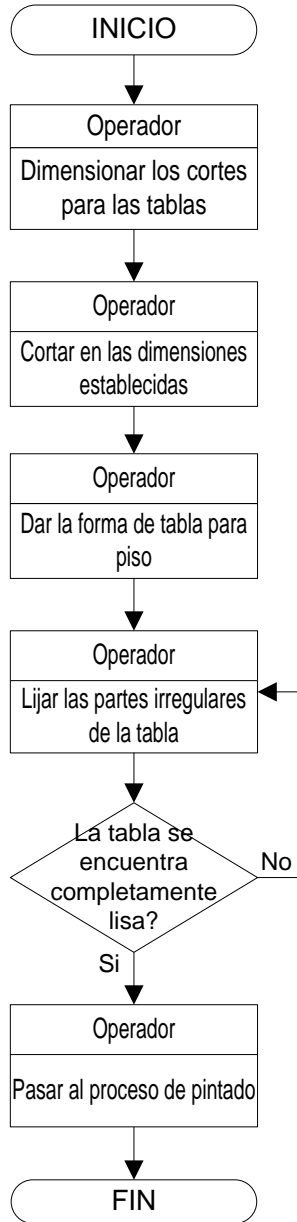 INICIO
Operador
Dimensionar los cortes
para las tablas
Operador
Cortar en las dimensiones
establecidas
Operador
Dar la forma de tabla para
piso
Operador
Lijar las partes irregulares
de la tabla
La tabla se
encuentra
completamente
lisa?
No
Si
Operador
Pasar al proceso de pintado
FIN